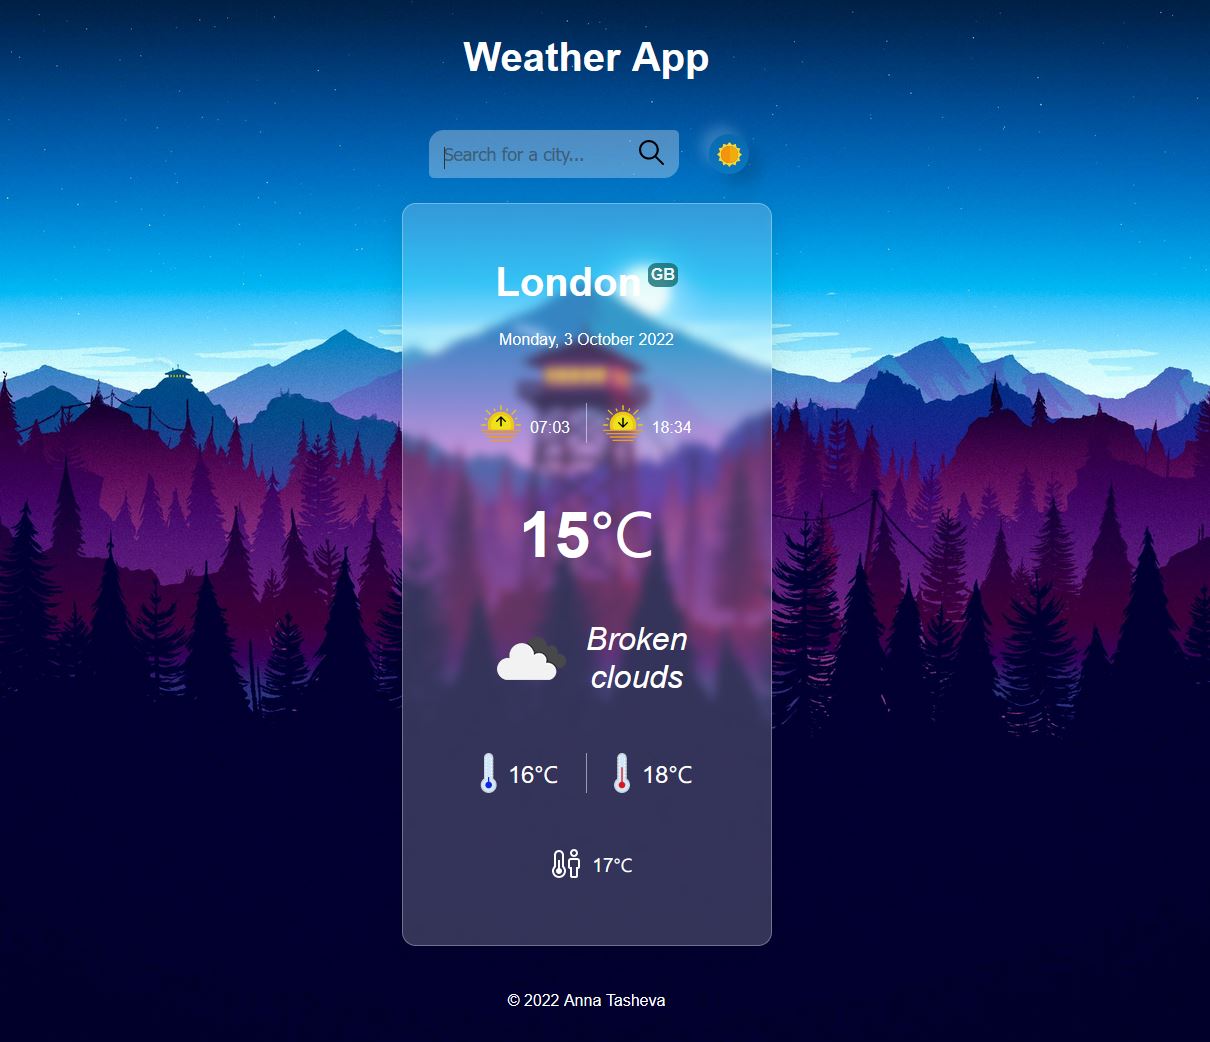 Weather App
Search for a city...
London GB
Monday, 3 October 2022
07:03 18:34
15°C
Broken
clouds
16°C 18°C
17°C
© 2022 Anna Tasheva